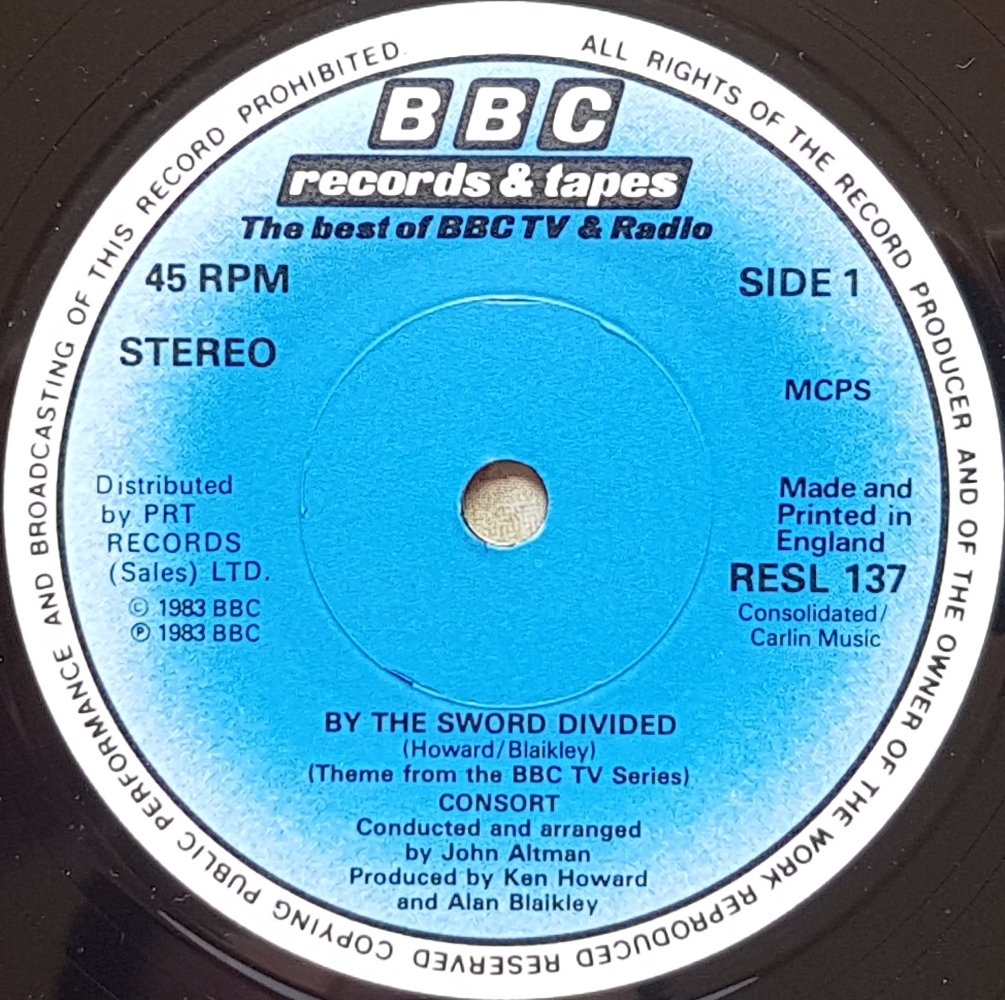 BBC
records & tapes
The best of BBC TV & Radio
45 RPM
SIDE 1
STEREO
MCPS
Distributed
by PRT
RECORDS
(Sales) LTD.
© 1983 BBC
℗ 1983 BBC
Made and
Printed in
England
RESL 137
Consolidated/
Carlin Music
BY THE SWORD DIVIDED
(Howard/Blaikley)
(Theme from the BBC TV Series)
CONSORT
Conducted and arranged
by John Altman
Produced by Ken Howard
and Alan Blaikley
ALL RIGHTS OF THE RECORD PRODUCER AND OF THE OWNER OF THE WORK REPRODUCED RESERVED COPYING PUBLIC PERFORMANCE AND BROADCASTING OF THIS RECORD PROHIBITED.